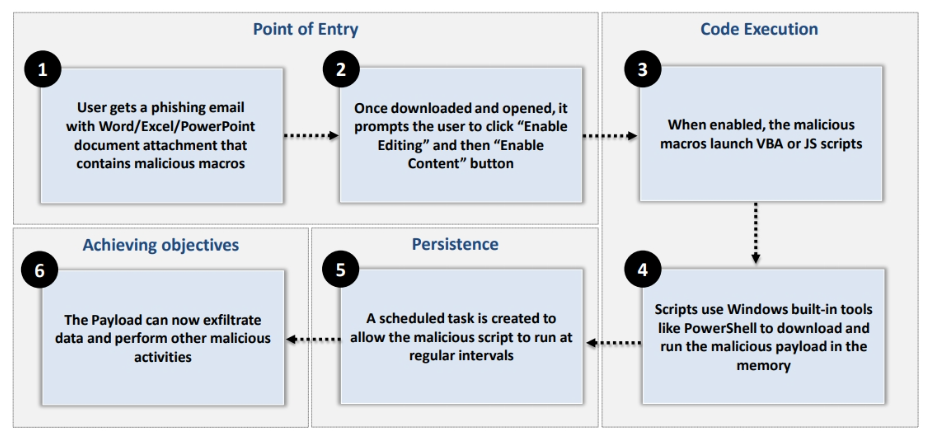 Point of Entry
1
User gets a phishing email
with Word/Excel/PowerPoint
document attachment that
contains malicious macros
2
Once downloaded and opened, it
prompts the user to click “Enable
Editing” and then “Enable
Content” button
Code Execution
3
When enabled, the malicious
macros launch VBA or JS scripts
4
Scripts use Windows built-in tools
like PowerShell to download and
run the malicious payload in the
memory
Persistence
5
A scheduled task is created to
allow the malicious script to run at
regular intervals
Achieving objectives
6
The Payload can now exfiltrate
data and perform other malicious
activities